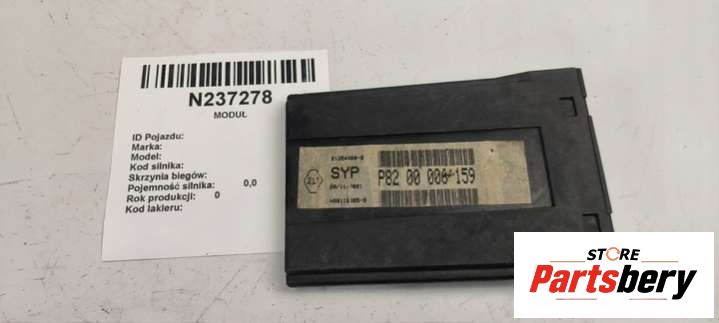 N237278
MODUŁ
ID Pojazdu:
Marka:
Model:
Kod silnika:
Skrzynia biegów:
Pojemność silnika: 0,0
Rok produkcji: 0
Kod lakieru:
SYP
P82 00 006 159
STORE
Partsbery